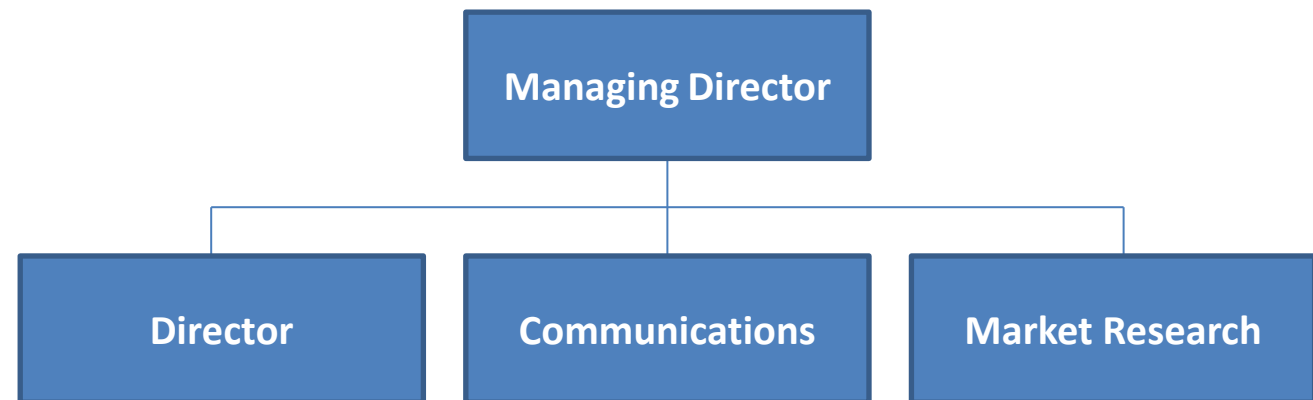 Managing Director
Director
Communications
Market Research